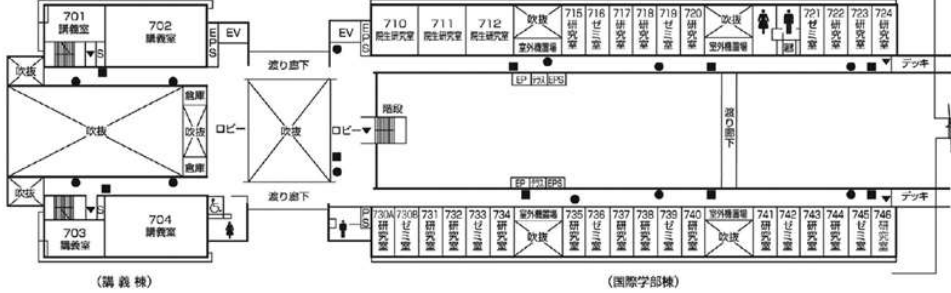 701
講義室
702
講義室
EPS
EV
EV
EPS
710
院生研究室
711
院生研究室
712
院生研究室
吹抜
室外機置場
715
研究室
716
ゼミ室
717
研究室
718
研究室
719
研究室
720
研究室
吹抜
室外機置場
721
ゼミ室
722
研究室
723
研究室
724
研究室
S
吹抜
渡り廊下
デッキ
EP
EPS
倉庫
吹抜
吹抜
倉庫
ロビー
吹抜
ロビー
階段
渡り廊下
吹抜
渡り廊下
EP
EPS
デッキ
S
703
講義室
704
講義室
PS
730A
研究室
730B
ゼミ室
731
研究室
732
研究室
733
ゼミ室
734
研究室
室外機置場
吹抜
735
研究室
736
ゼミ室
737
研究室
738
研究室
739
ゼミ室
740
研究室
室外機置場
吹抜
741
研究室
742
研究室
743
ゼミ室
744
研究室
745
ゼミ室
746
研究室
(講義棟)
(国際学部棟)